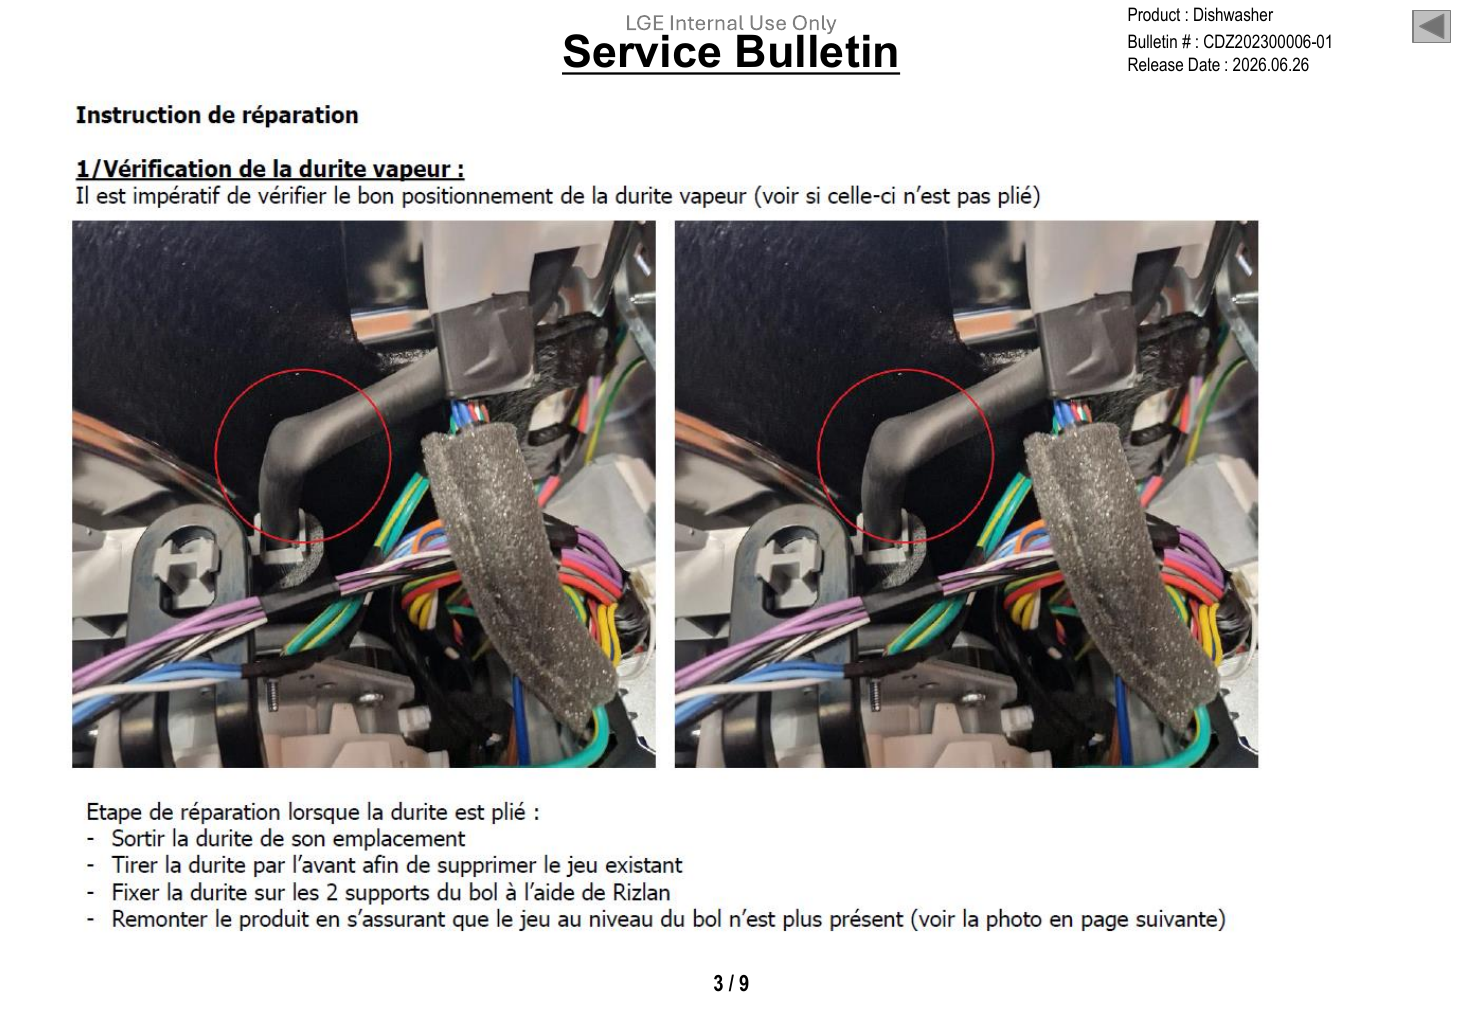 LGE Internal Use Only
Service Bulletin
Product : Dishwasher
Bulletin # : CDZ202300006-01
Release Date : 2026.06.26
Instruction de réparation
1/Vérification de la durite vapeur :
Il est impératif de vérifier le bon positionnement de la durite vapeur (voir si celle-ci n’est pas plié)
Etape de réparation lorsque la durite est plié :
- Sortir la durite de son emplacement
- Tirer la durite par l’avant afin de supprimer le jeu existant
- Fixer la durite sur les 2 supports du bol à l’aide de Rizlan
- Remonter le produit en s’assurant que le jeu au niveau du bol n’est plus présent (voir la photo en page suivante)
3 / 9